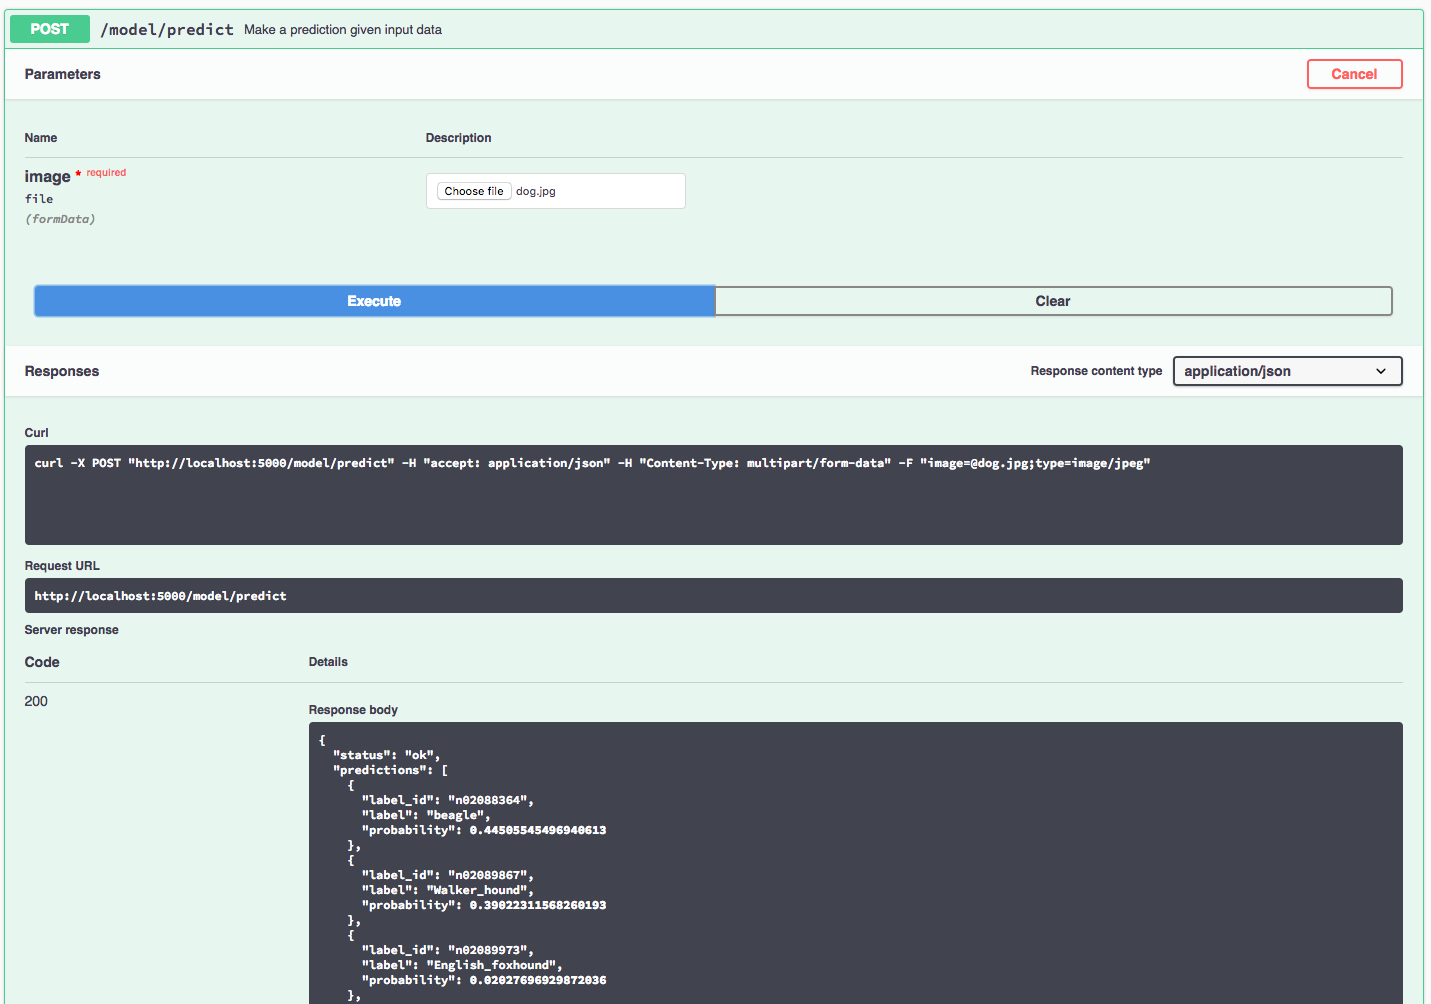 POST /model/predict Make a prediction given input data
Parameters
Cancel
Name Description
image * required
file
(formData)
Choose file dog.jpg
Execute Clear
Responses
Response content type application/json
Curl
curl -X POST "http://localhost:5000/model/predict" -H "accept: application/json" -H "Content-Type: multipart/form-data" -F "image=@dog.jpg;type=image/jpeg"
Request URL
http://localhost:5000/model/predict
Server response
Code Details
200
Response body
{
"status": "ok",
"predictions": [
{
"label_id": "n02088364",
"label": "beagle",
"probability": 0.44505545496940613
},
{
"label_id": "n02089867",
"label": "Walker_hound",
"probability": 0.39022311568260193
},
{
"label_id": "n02089973",
"label": "English_foxhound",
"probability": 0.02027696929872036
},